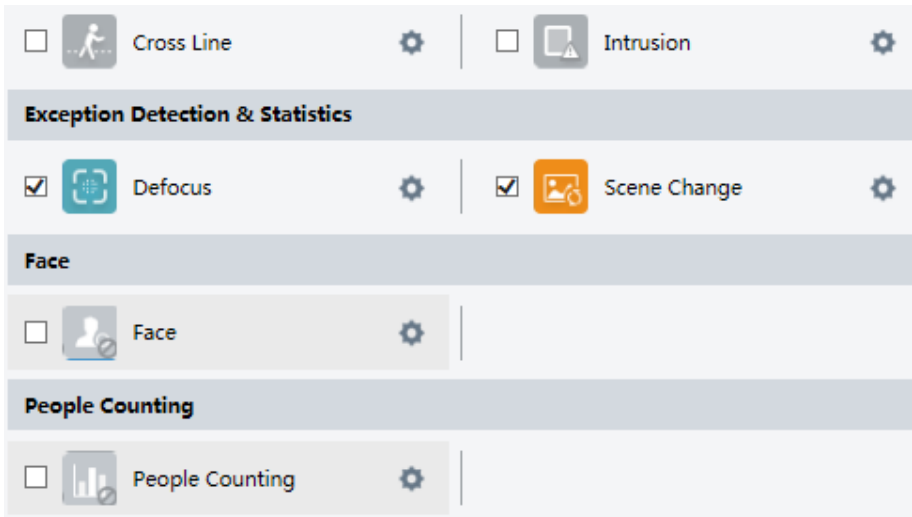 Cross Line Intrusion
Exception Detection & Statistics
Defocus Scene Change
Face
Face
People Counting
People Counting